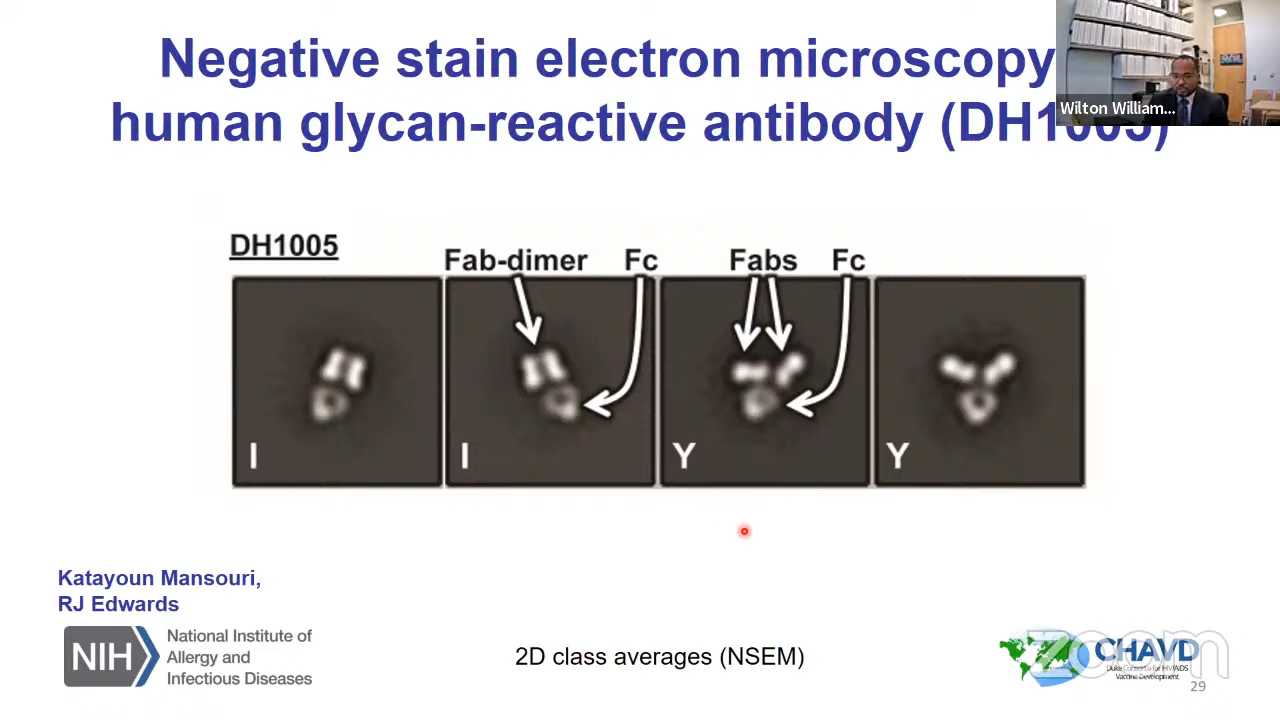 Negative stain electron microscopy
human glycan-reactive antibody (DH1005)
Wilton William...
DH1005
Fab-dimer
Fc
Fabs
Fc
I
I
Y
Y
Katayoun Mansouri,
RJ Edwards
NIH
National Institute of
Allergy and
Infectious Diseases
2D class averages (NSEM)
CHAVD
Duke Consortia for HIV/AIDS
Vaccine Development
zoom
29